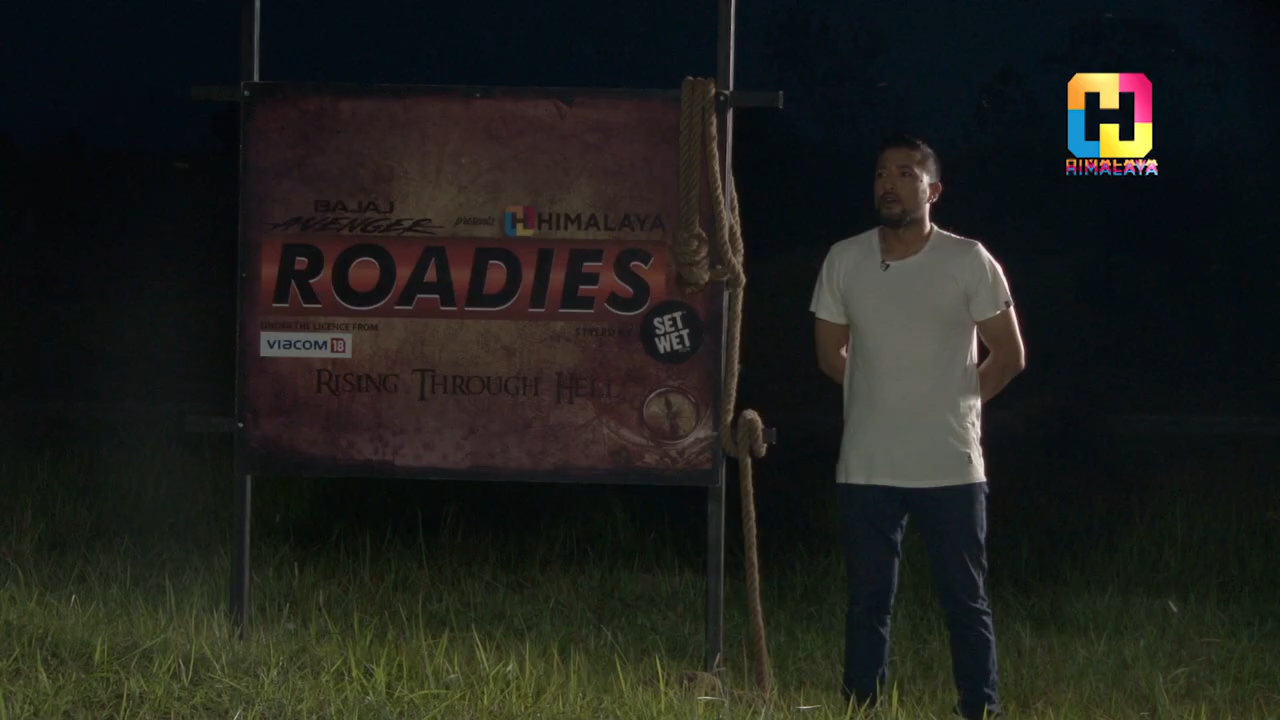 BAJAJ
AVENGER presents HIMALAYA
ROADIES
UNDER THE LICENCE FROM
VIACOM 18
STYLED BY
SET
WET
RISING THROUGH HELL
H
HIMALAYA